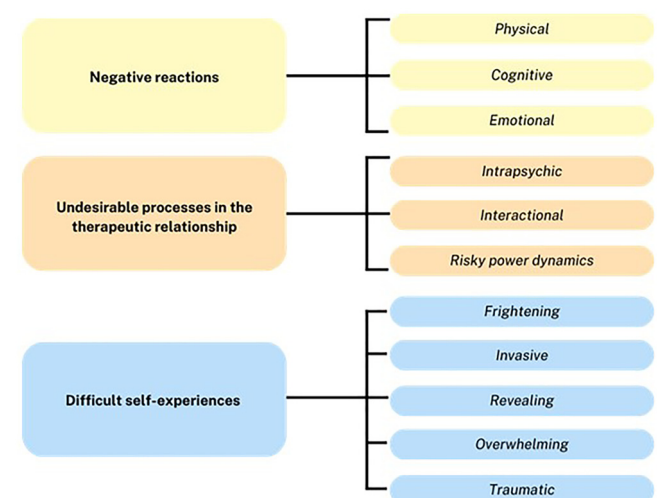 Negative reactions
Physical
Cognitive
Emotional
Undesirable processes in the
therapeutic relationship
Intrapsychic
Interactional
Risky power dynamics
Difficult self-experiences
Frightening
Invasive
Revealing
Overwhelming
Traumatic